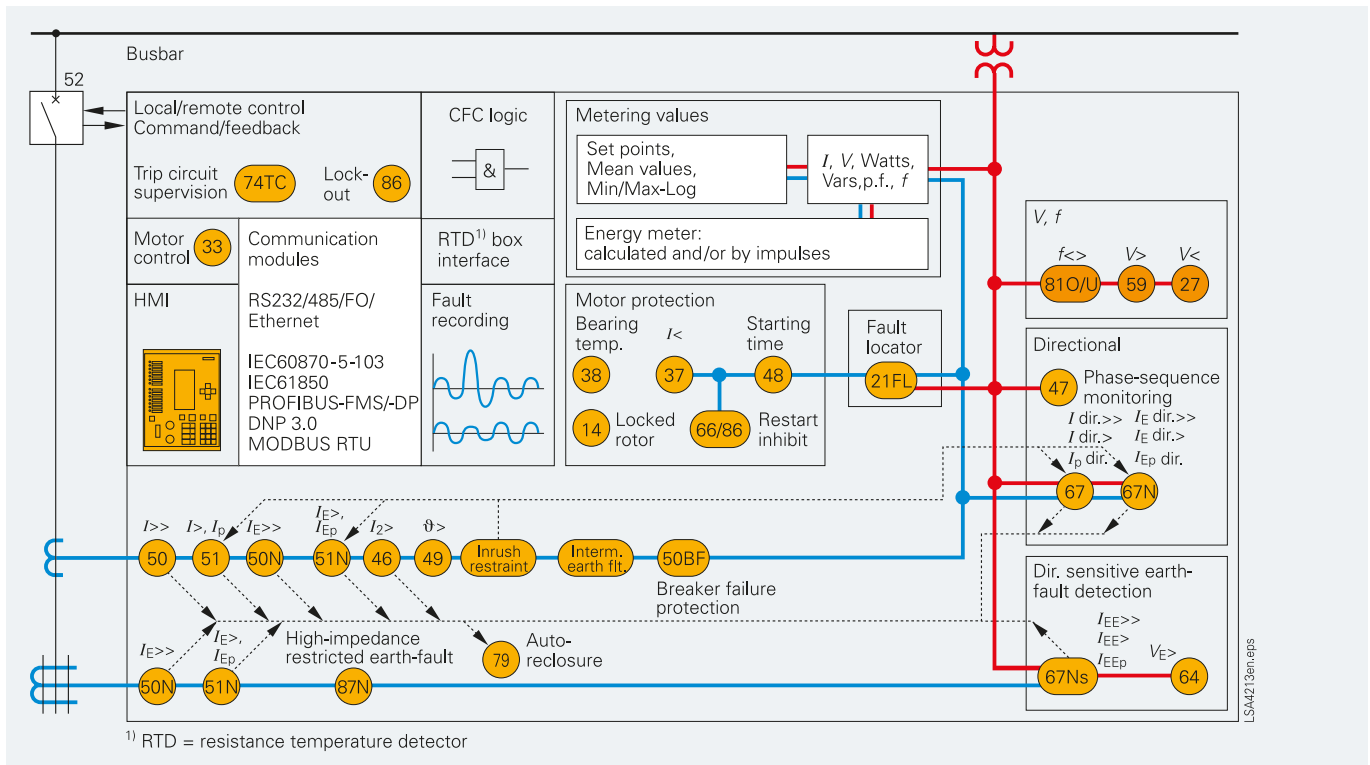 Busbar
52
Local/remote control
Command/feedback
Trip circuit
supervision
74TC
Lock-
out
86
CFC logic
&
Motor
control
33
Communication
modules
RS232/485/FO/
Ethernet
IEC60870-5-103
IEC61850
PROFIBUS-FMS/-DP
DNP 3.0
MODBUS RTU
RTD¹⁾ box
interface
HMI
Fault
recording
Metering values
Set points,
Mean values,
Min/Max-Log
I, V, Watts,
Vars,p.f., f
Energy meter:
calculated and/or by impulses
Motor protection
Bearing
temp.
38
I<
37
Starting
time
48
14
Locked
rotor
66/86
Restart
inhibit
Fault
locator
21FL
V, f
f<>
V>
V<
81O/U
59
27
Directional
47
Phase-sequence
monitoring
I dir.>>
I dir.>
Ip dir.
IE dir.>>
IE dir.>
IEp dir.
67
67N
I>>
I>, Ip
IE>>
IE>,
IEp
I2>
ϑ>
50
51
50N
51N
46
49
Inrush
restraint
Interm.
earth flt.
50BF
Breaker failure
protection
IE>>
IE>,
IEp
High-impedance
restricted earth-fault
79
Auto-
reclosure
50N
51N
87N
Dir. sensitive earth-
fault detection
IEE>>
IEE>
IEEp
VE>
67Ns
64
LSA4213en.eps
¹⁾ RTD = resistance temperature detector